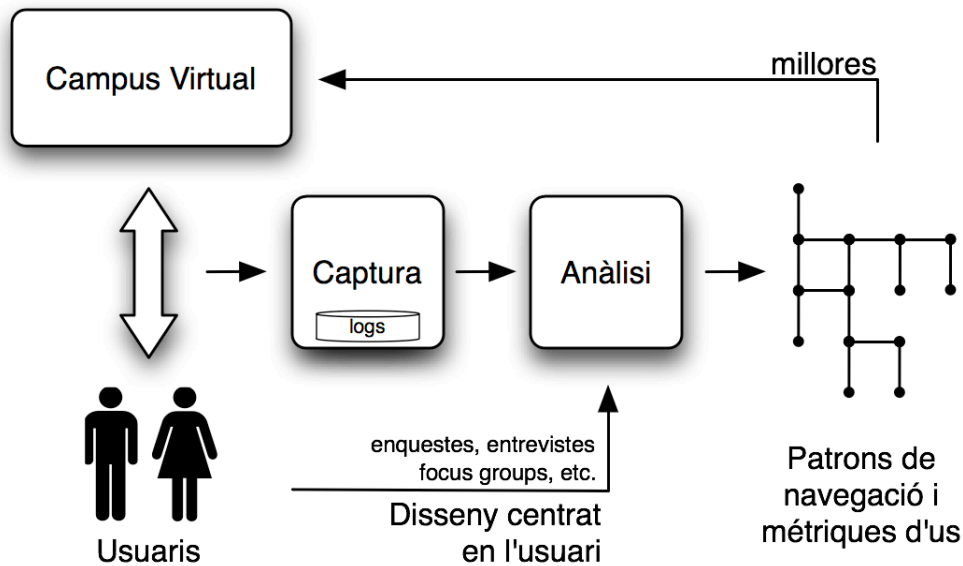 Campus Virtual
millores
Captura
logs
Anàlisi
enquestes, entrevistes
focus groups, etc.
Disseny centrat
en l'usuari
Usuaris
Patrons de
navegació i
métriques d'us